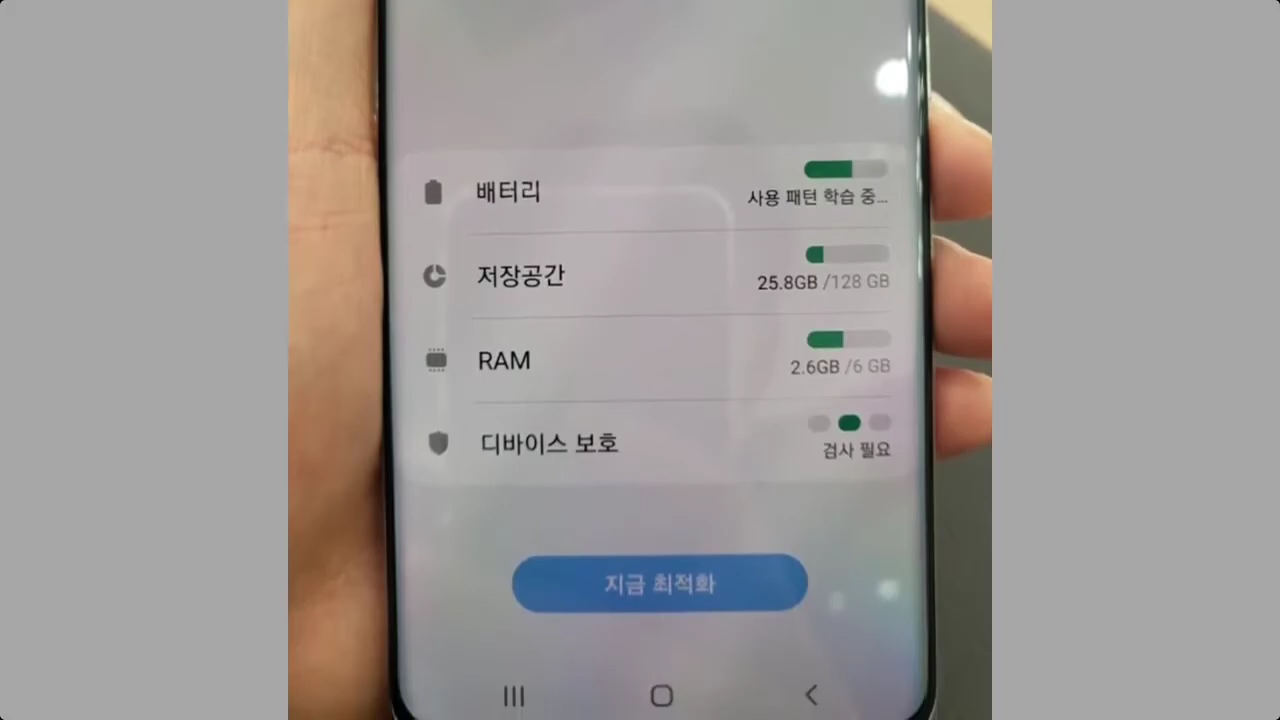 배터리
사용 패턴 학습 중...
저장공간
25.8GB /128 GB
RAM
2.6GB /6 GB
디바이스 보호
검사 필요
지금 최적화